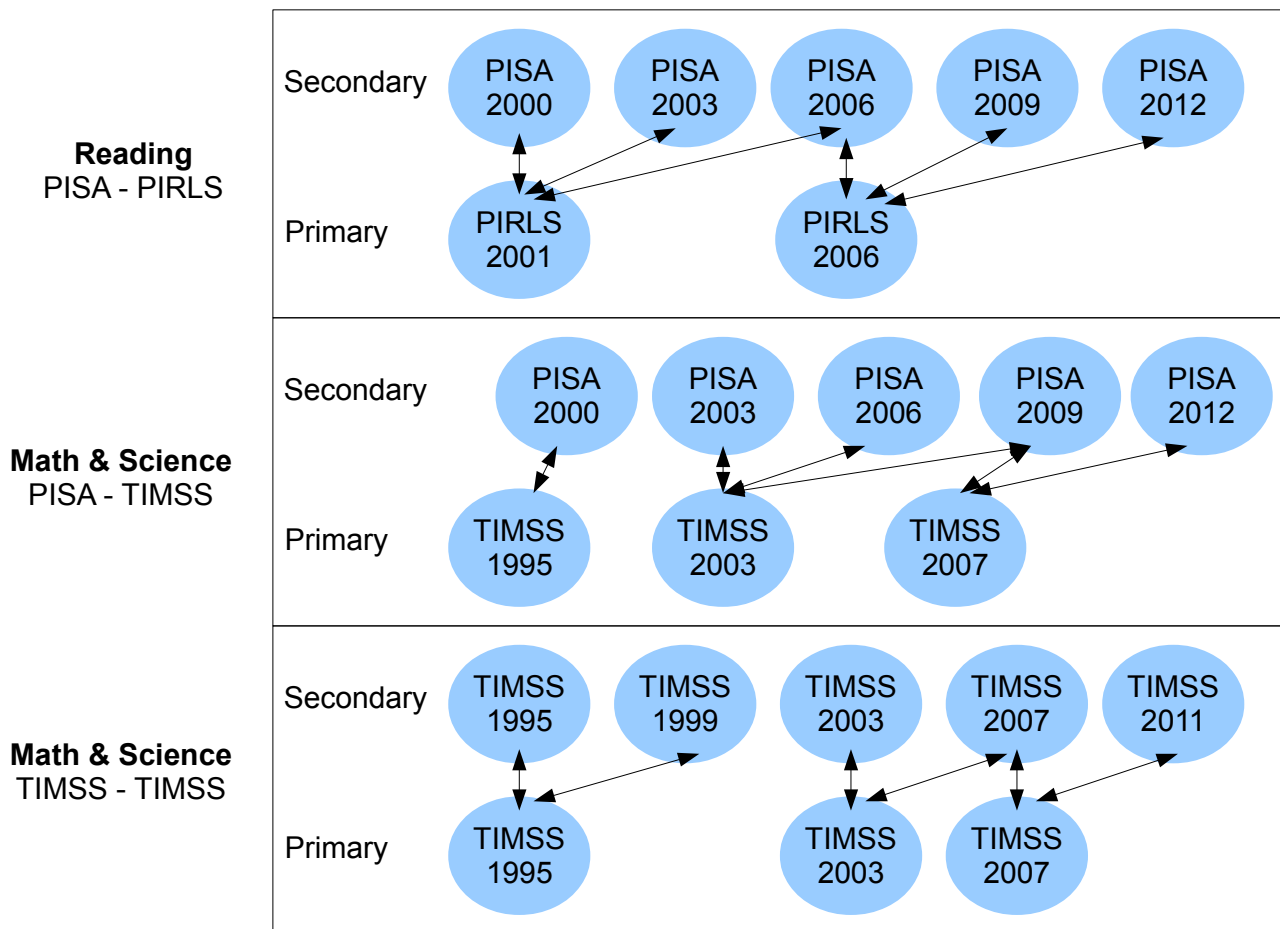 Reading
PISA - PIRLS
Secondary
PISA
2000
PISA
2003
PISA
2006
PISA
2009
PISA
2012
Primary
PIRLS
2001
PIRLS
2006
Math & Science
PISA - TIMSS
Secondary
PISA
2000
PISA
2003
PISA
2006
PISA
2009
PISA
2012
Primary
TIMSS
1995
TIMSS
2003
TIMSS
2007
Math & Science
TIMSS - TIMSS
Secondary
TIMSS
1995
TIMSS
1999
TIMSS
2003
TIMSS
2007
TIMSS
2011
Primary
TIMSS
1995
TIMSS
2003
TIMSS
2007